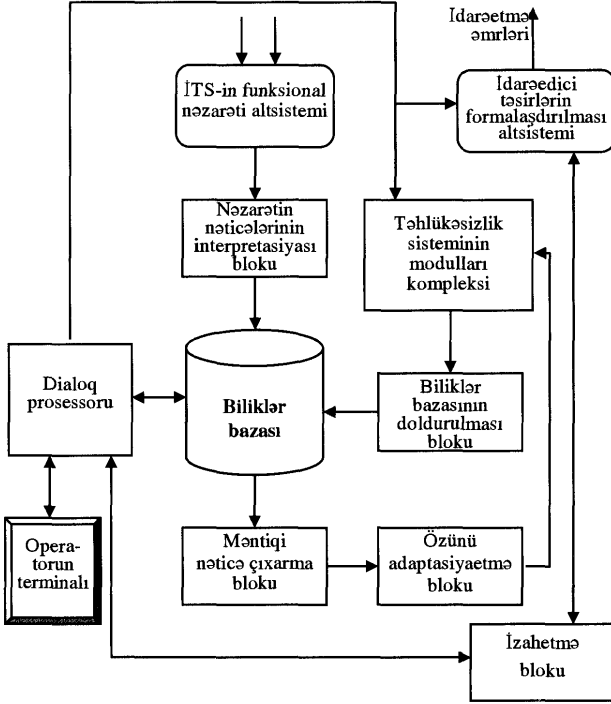 İdarəetmə
əmrləri
İTS-in funksional
nəzarəti altsistemi
İdarəedici
təsirlərin
formalaşdırılması
altsistemi
Nəzarətin
nəticələrinin
interpretasiyası
bloku
Təhlükəsizlik
sisteminin
modulları
kompleksi
Dialoq
prosessoru
Biliklər
bazası
Biliklər
bazasının
doldurulması
bloku
Opera-
torun
terminalı
Məntiqi
nəticə çıxarma
bloku
Özünü
adaptasiyaetmə
bloku
İzahetmə
bloku